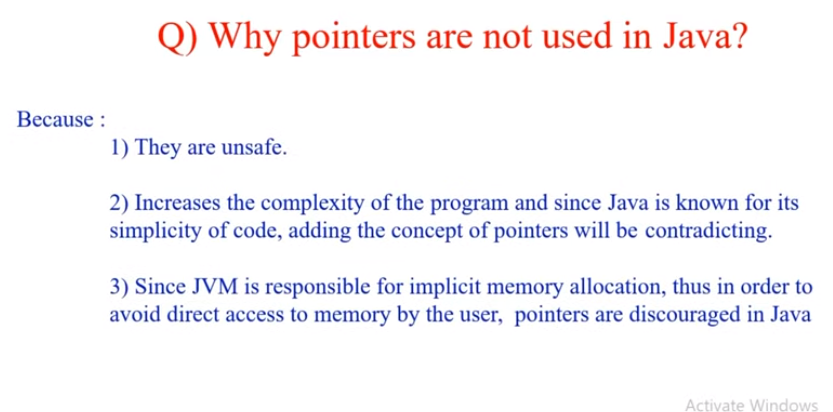 Q) Why pointers are not used in Java?
Because :
1) They are unsafe.
2) Increases the complexity of the program and since Java is known for its
simplicity of code, adding the concept of pointers will be contradicting.
3) Since JVM is responsible for implicit memory allocation, thus in order to
avoid direct access to memory by the user, pointers are discouraged in Java
Activate Windows